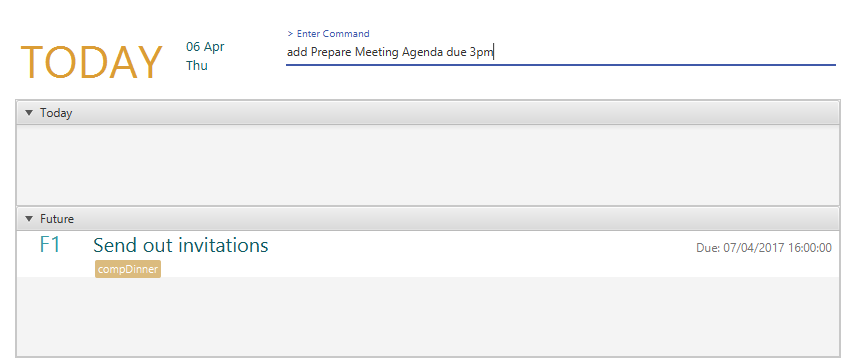 TODAY
06 Apr
Thu
> Enter Command
add Prepare Meeting Agenda due 3pm
Today
Future
F1 Send out invitations Due: 07/04/2017 16:00:00
compDinner